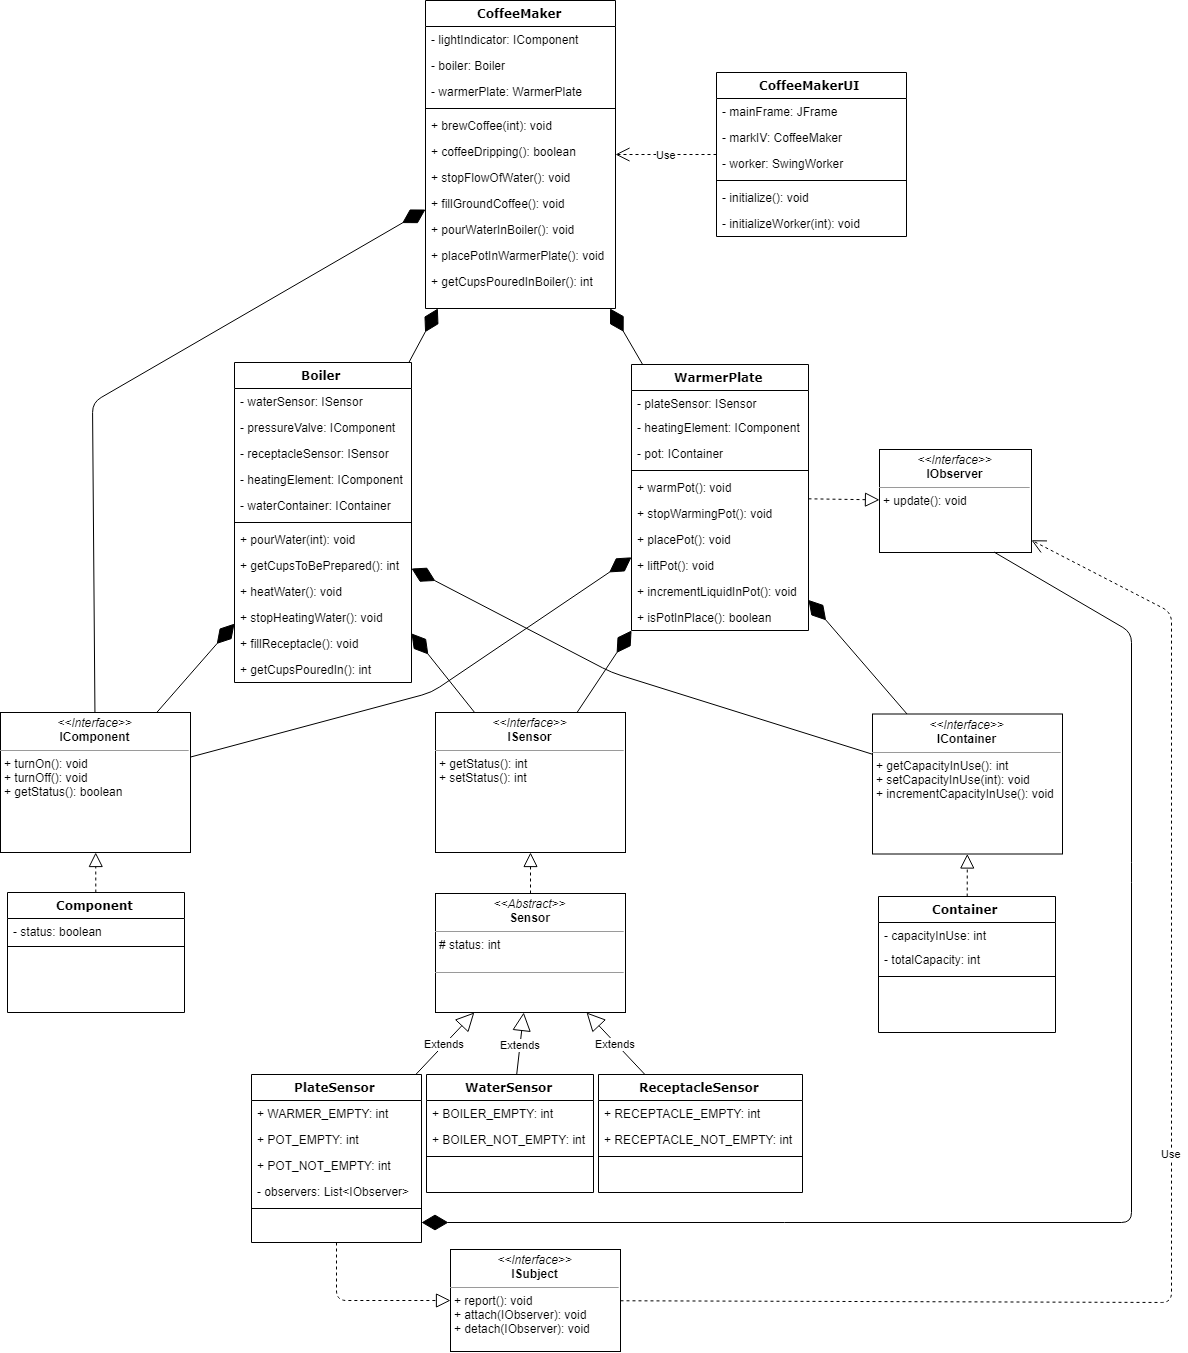 CoffeeMaker
- lightIndicator: IComponent
- boiler: Boiler
- warmerPlate: WarmerPlate
+ brewCoffee(int): void
+ coffeeDripping(): boolean
+ stopFlowOfWater(): void
+ fillGroundCoffee(): void
+ pourWaterInBoiler(): void
+ placePotInWarmerPlate(): void
+ getCupsPouredInBoiler(): int
Use
CoffeeMakerUI
- mainFrame: JFrame
- markIV: CoffeeMaker
- worker: SwingWorker
- initialize(): void
- initializeWorker(int): void
Boiler
- waterSensor: ISensor
- pressureValve: IComponent
- receptacleSensor: ISensor
- heatingElement: IComponent
- waterContainer: IContainer
+ pourWater(int): void
+ getCupsToBePrepared(): int
+ heatWater(): void
+ stopHeatingWater(): void
+ fillReceptacle(): void
+ getCupsPouredIn(): int
WarmerPlate
- plateSensor: ISensor
- heatingElement: IComponent
- pot: IContainer
+ warmPot(): void
+ stopWarmingPot(): void
+ placePot(): void
+ liftPot(): void
+ incrementLiquidInPot(): void
+ isPotInPlace(): boolean
<<Interface>>
IObserver
+ update(): void
<<Interface>>
IComponent
+ turnOn(): void
+ turnOff(): void
+ getStatus(): boolean
<<Interface>>
ISensor
+ getStatus(): int
+ setStatus(): int
<<Interface>>
IContainer
+ getCapacityInUse(): int
+ setCapacityInUse(int): void
+ incrementCapacityInUse(): void
Component
- status: boolean
<<Abstract>>
Sensor
# status: int
Container
- capacityInUse: int
- totalCapacity: int
Extends
Extends
Extends
PlateSensor
+ WARMER_EMPTY: int
+ POT_EMPTY: int
+ POT_NOT_EMPTY: int
- observers: List<IObserver>
WaterSensor
+ BOILER_EMPTY: int
+ BOILER_NOT_EMPTY: int
ReceptacleSensor
+ RECEPTACLE_EMPTY: int
+ RECEPTACLE_NOT_EMPTY: int
Use
<<Interface>>
ISubject
+ report(): void
+ attach(IObserver): void
+ detach(IObserver): void